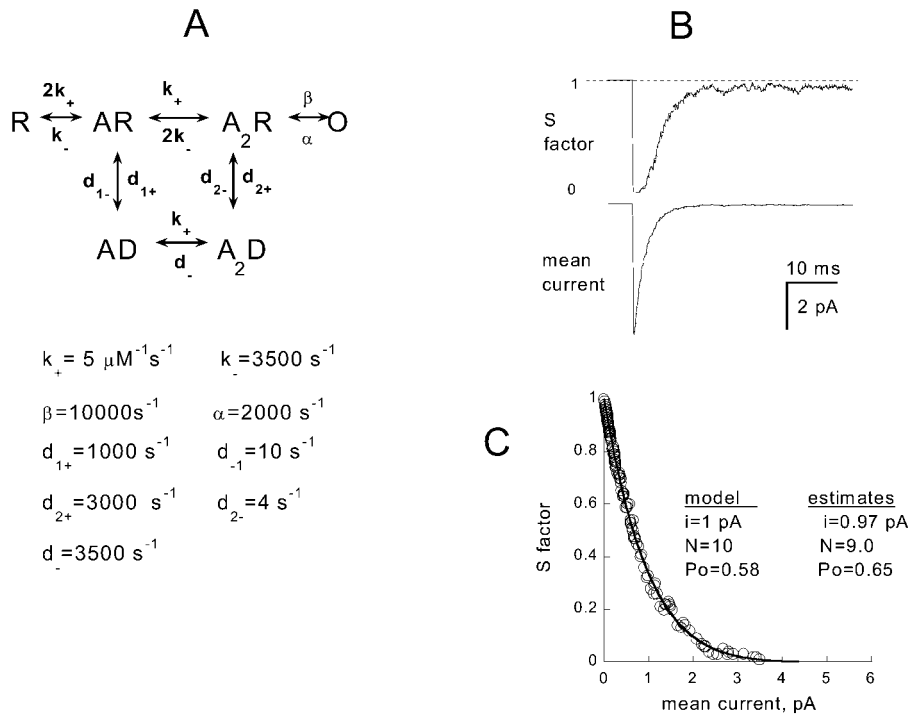 A
2k+ k+ β
R AR A2R O
k- 2k- α
d1- d1+ d2- d2+
k+
AD A2D
d-
k+= 5 μM-1s-1 k-=3500 s-1
β=10000s-1 α=2000 s-1
d1+=1000 s-1 d-1=10 s-1
d2+=3000 s-1 d2-=4 s-1
d-=3500 s-1
B
1
S
factor
0
mean
current
10 ms
2 pA
C
S factor
1
0.8
0.6
0.4
0.2
0
0 1 2 3 4 5 6
mean current, pA
model estimates
i=1 pA i=0.97 pA
N=10 N=9.0
Po=0.58 Po=0.65